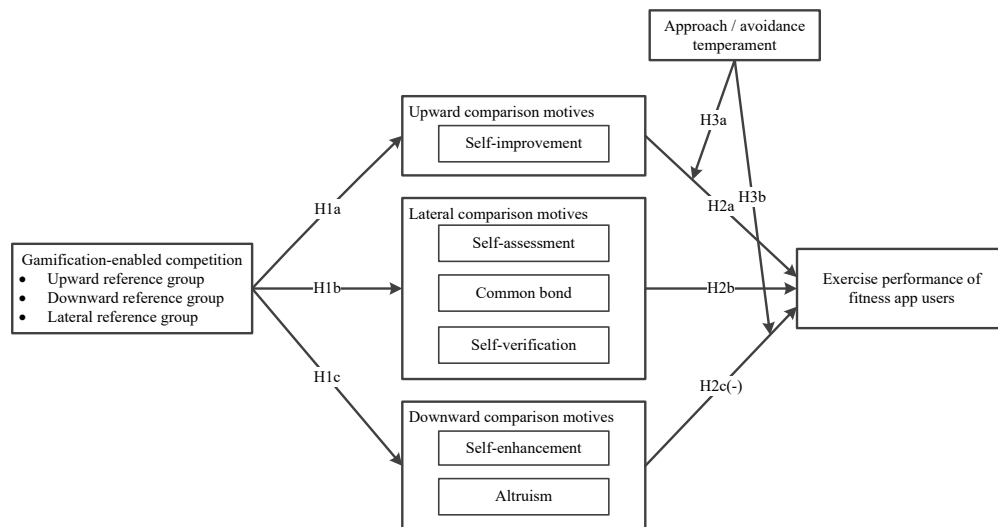 Approach / avoidance
temperament
Upward comparison motives
Self-improvement
H3a
H3b
H1a
H2a
Lateral comparison motives
Self-assessment
Gamification-enabled competition
• Upward reference group
• Downward reference group
• Lateral reference group
H1b
Common bond
H2b
Exercise performance of
fitness app users
Self-verification
H1c
H2c(-)
Downward comparison motives
Self-enhancement
Altruism